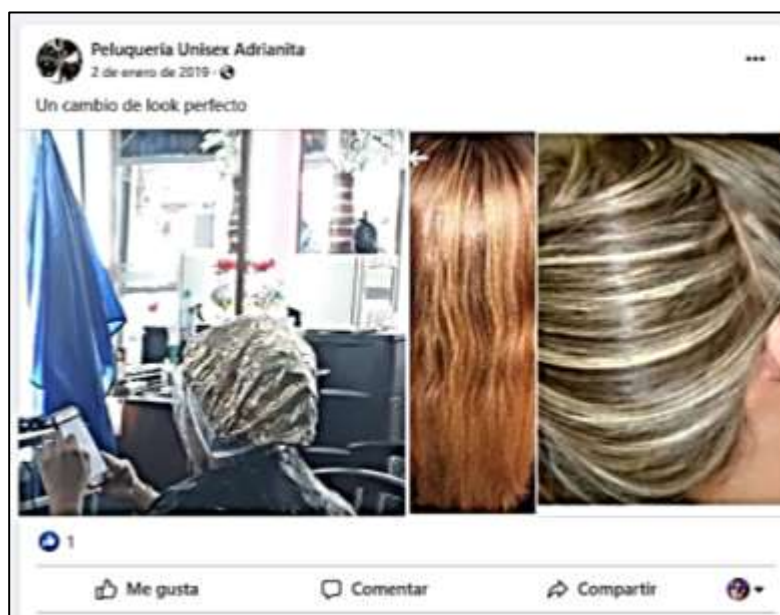 Peluquería Unisex Adrianita
2 de enero de 2019 ·
Un cambio de look perfecto
1
Me gusta
Comentar
Compartir